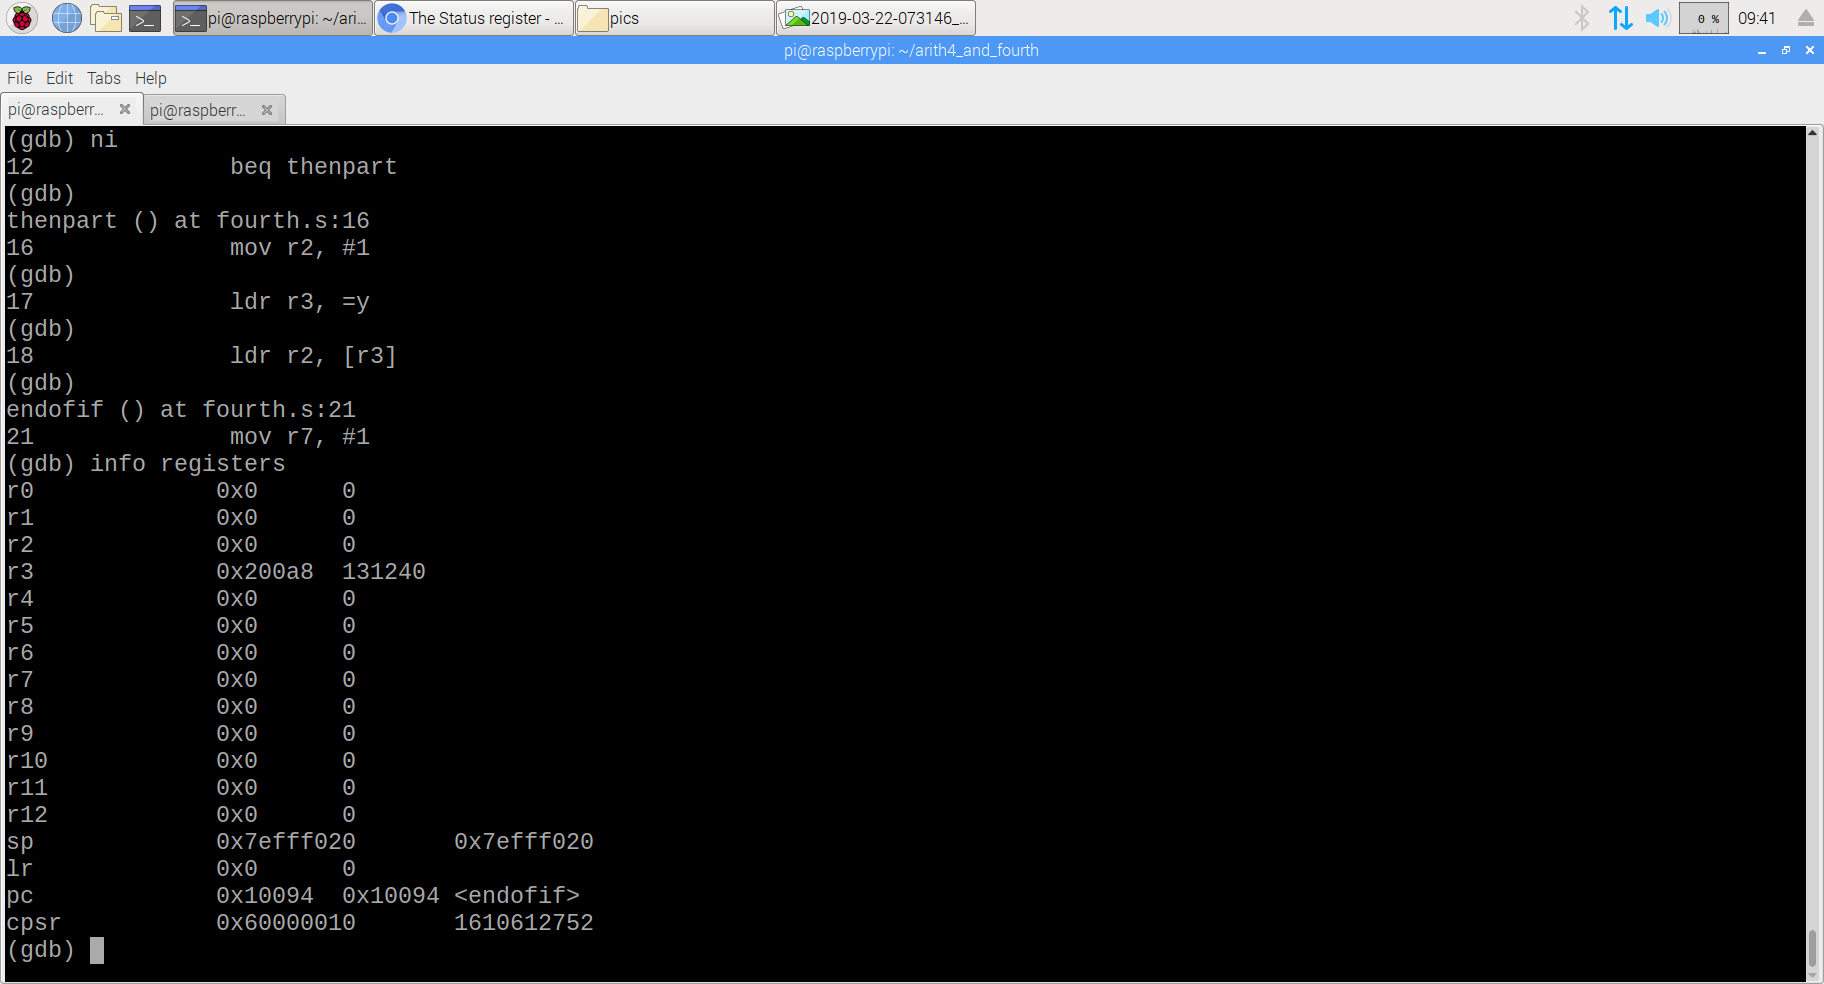 pi@raspberrypi: ~/ari... The Status register - ... pics 2019-03-22-073146_... 0 % 09:41
pi@raspberrypi: ~/arith4_and_fourth
File Edit Tabs Help
pi@raspberr... pi@raspberr...
(gdb) ni
12 beq thenpart
(gdb)
thenpart () at fourth.s:16
16 mov r2, #1
(gdb)
17 ldr r3, =y
(gdb)
18 ldr r2, [r3]
(gdb)
endofif () at fourth.s:21
21 mov r7, #1
(gdb) info registers
r0 0x0 0
r1 0x0 0
r2 0x0 0
r3 0x200a8 131240
r4 0x0 0
r5 0x0 0
r6 0x0 0
r7 0x0 0
r8 0x0 0
r9 0x0 0
r10 0x0 0
r11 0x0 0
r12 0x0 0
sp 0x7efff020 0x7efff020
lr 0x0 0
pc 0x10094 0x10094 <endofif>
cpsr 0x60000010 1610612752
(gdb)